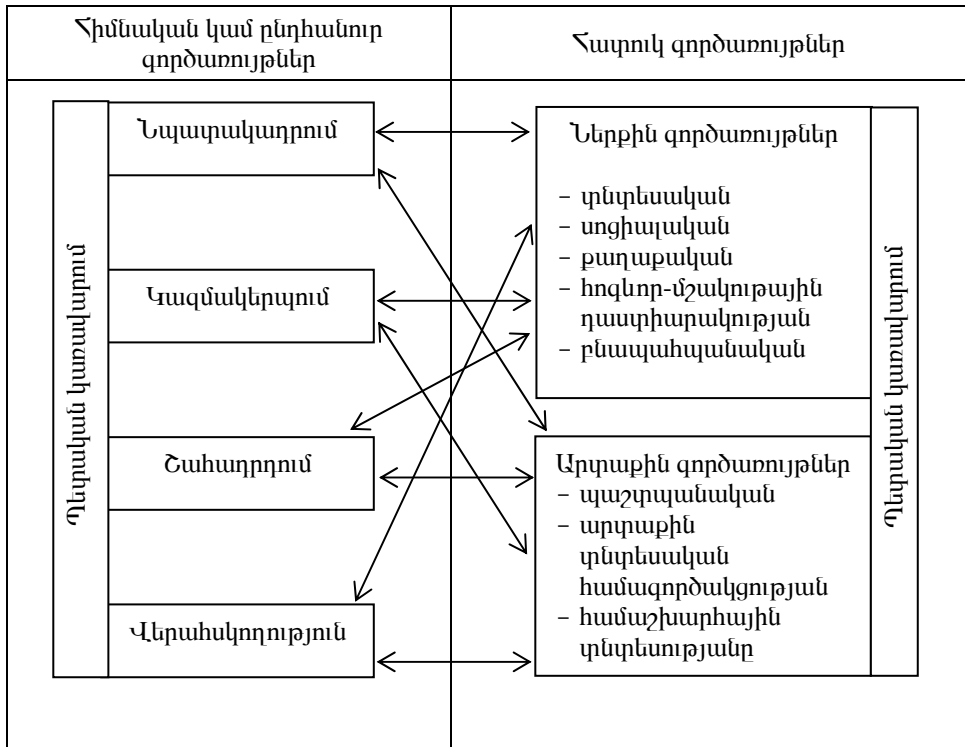 Հիմնական կամ ընդհանուր
գործառույթներ
Հատուկ գործառույթներ
Պետական կառավարում
Նպատակադրում
Կազմակերպում
Շահադրդում
Վերահսկողություն
Ներքին գործառույթներ
– տնտեսական
– սոցիալական
– քաղաքական
– հոգևոր-մշակութային
դաստիարակության
– բնապահպանական
Արտաքին գործառույթներ
– պաշտպանական
– արտաքին
տնտեսական
համագործակցության
– համաշխարհային
տնտեսությանը
Պետական կառավարում